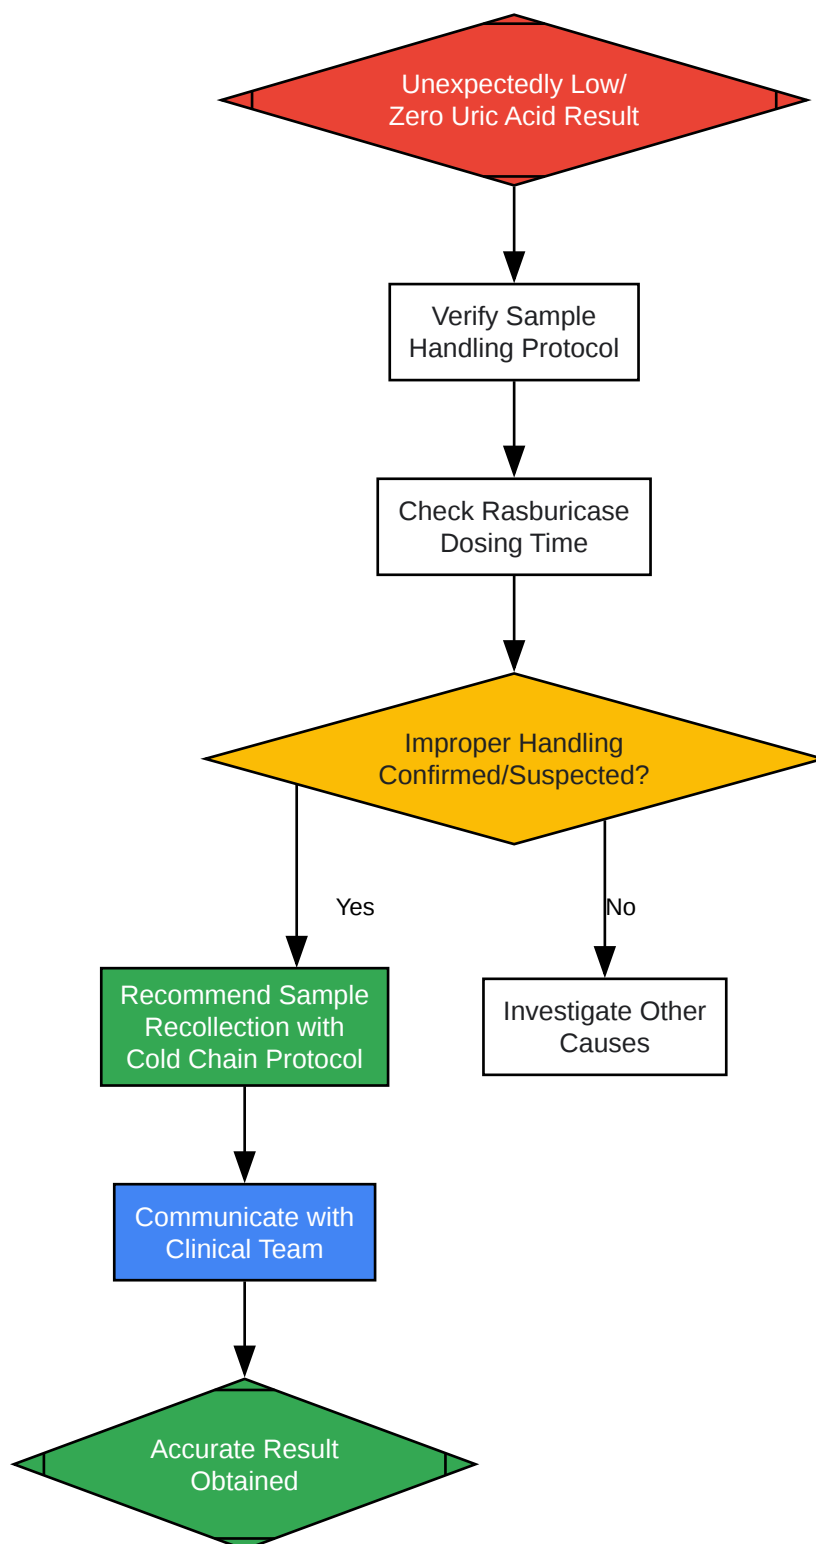 Unexpectedly Low/
Zero Uric Acid Result
Verify Sample
Handling Protocol
Check Rasburicase
Dosing Time
Improper Handling
Confirmed/Suspected?
Yes
No
Recommend Sample
Recollection with
Cold Chain Protocol
Investigate Other
Causes
Communicate with
Clinical Team
Accurate Result
Obtained